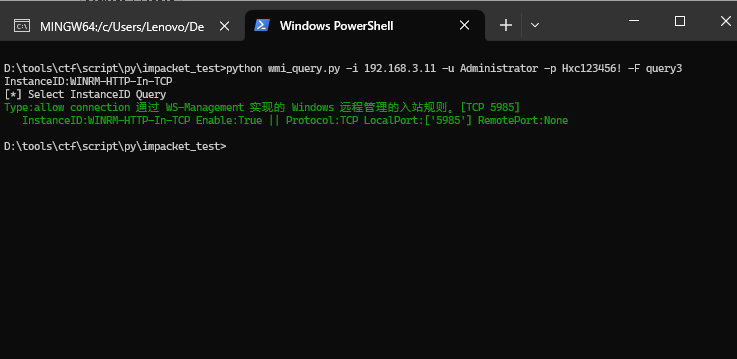 MINGW64:/c/Users/Lenovo/De
Windows PowerShell
D:\tools\ctf\script\py\impacket_test>python wmi_query.py -i 192.168.3.11 -u Administrator -p Hxc123456! -F query3
InstanceID:WINRM-HTTP-In-TCP
[*] Select InstanceID Query
Type:allow connection 通过 WS-Management 实现的 Windows 远程管理的入站规则。[TCP 5985]
InstanceID:WINRM-HTTP-In-TCP Enable:True || Protocol:TCP LocalPort:['5985'] RemotePort:None
D:\tools\ctf\script\py\impacket_test>